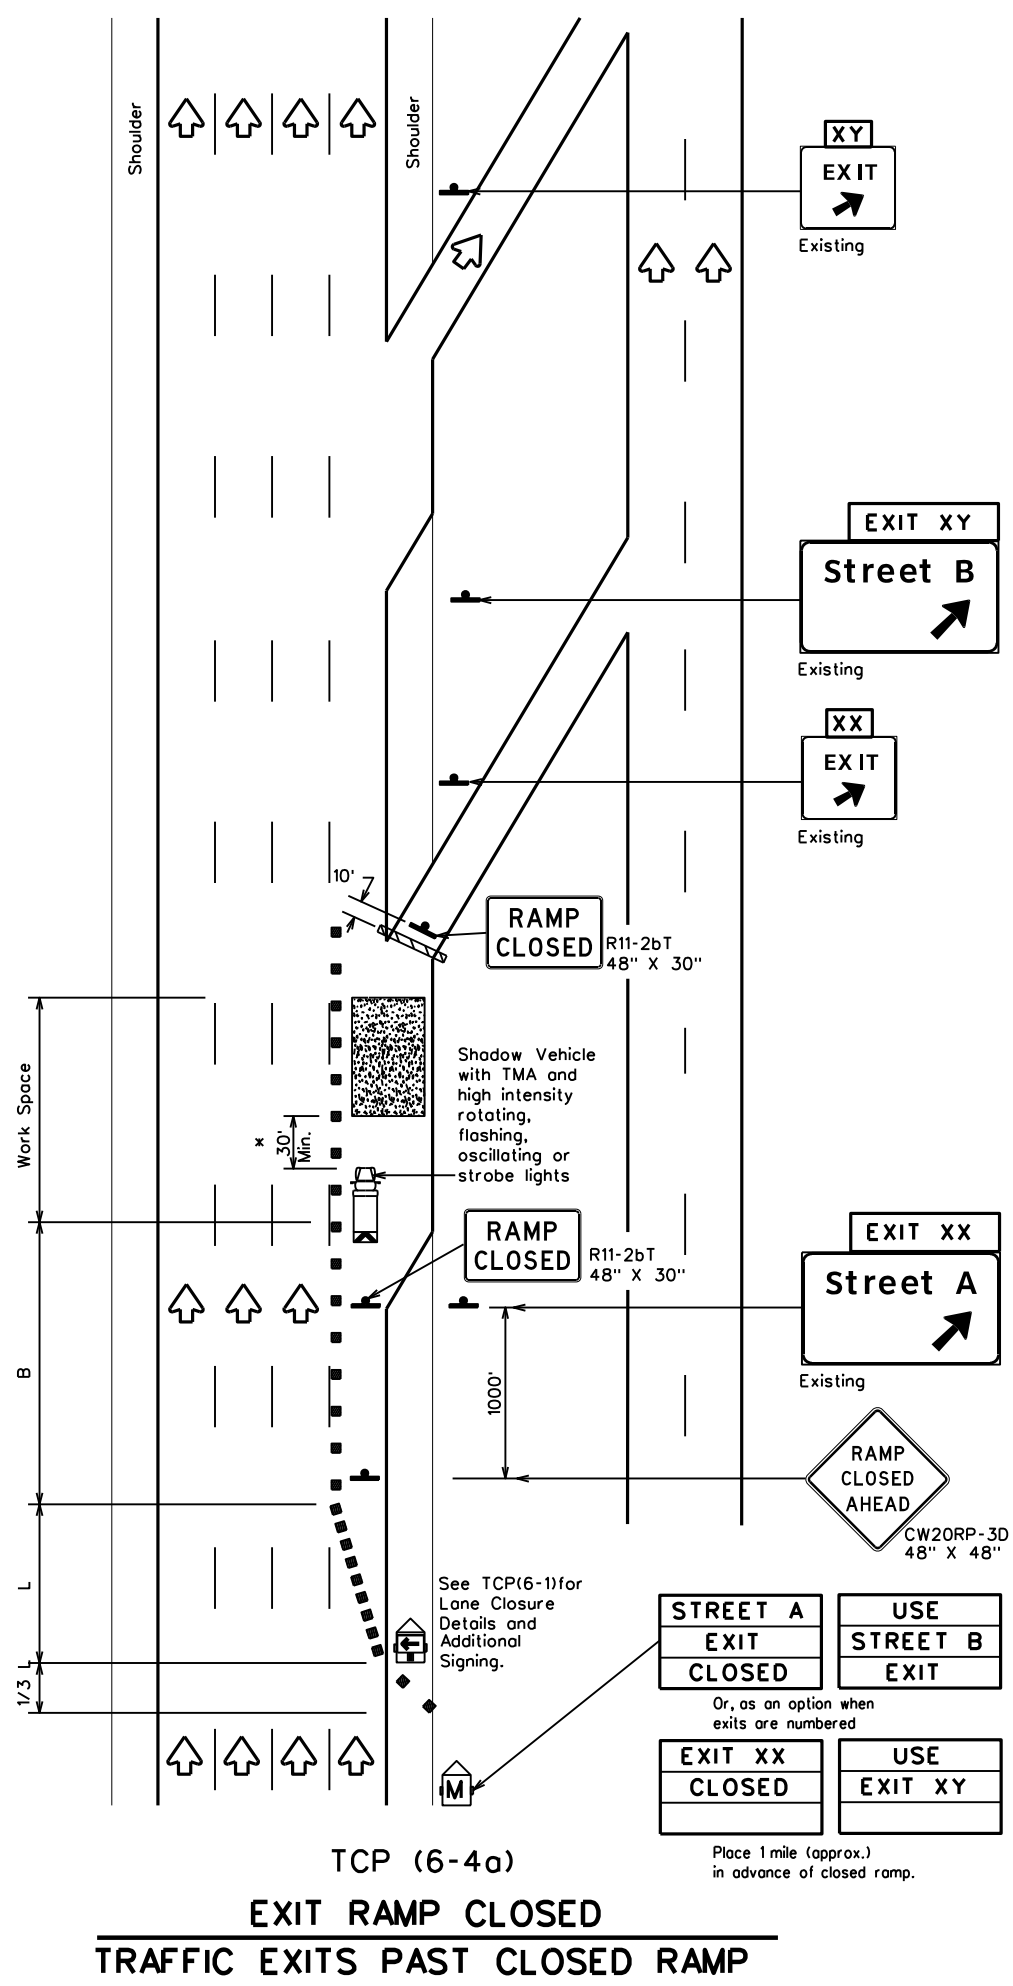 Shoulder
Shoulder
XY
EXIT
Existing
EXIT XY
Street B
Existing
XX
EXIT
Existing
10'
RAMP
CLOSED
R11-2bT
48" X 30"
Work Space
Shadow Vehicle
with TMA and
high intensity
rotating,
flashing,
oscillating or
strobe lights
*
30'
Min.
RAMP
CLOSED
R11-2bT
48" X 30"
EXIT XX
Street A
Existing
B
1000'
RAMP
CLOSED
AHEAD
CW20RP-3D
48" X 48"
L
See TCP(6-1)for
Lane Closure
Details and
Additional
Signing.
1/3 L
STREET A
EXIT
CLOSED
USE
STREET B
EXIT
Or, as an option when
exits are numbered
EXIT XX
CLOSED
USE
EXIT XY
M
Place 1 mile (approx.)
in advance of closed ramp.
TCP (6-4a)
EXIT RAMP CLOSED
TRAFFIC EXITS PAST CLOSED RAMP